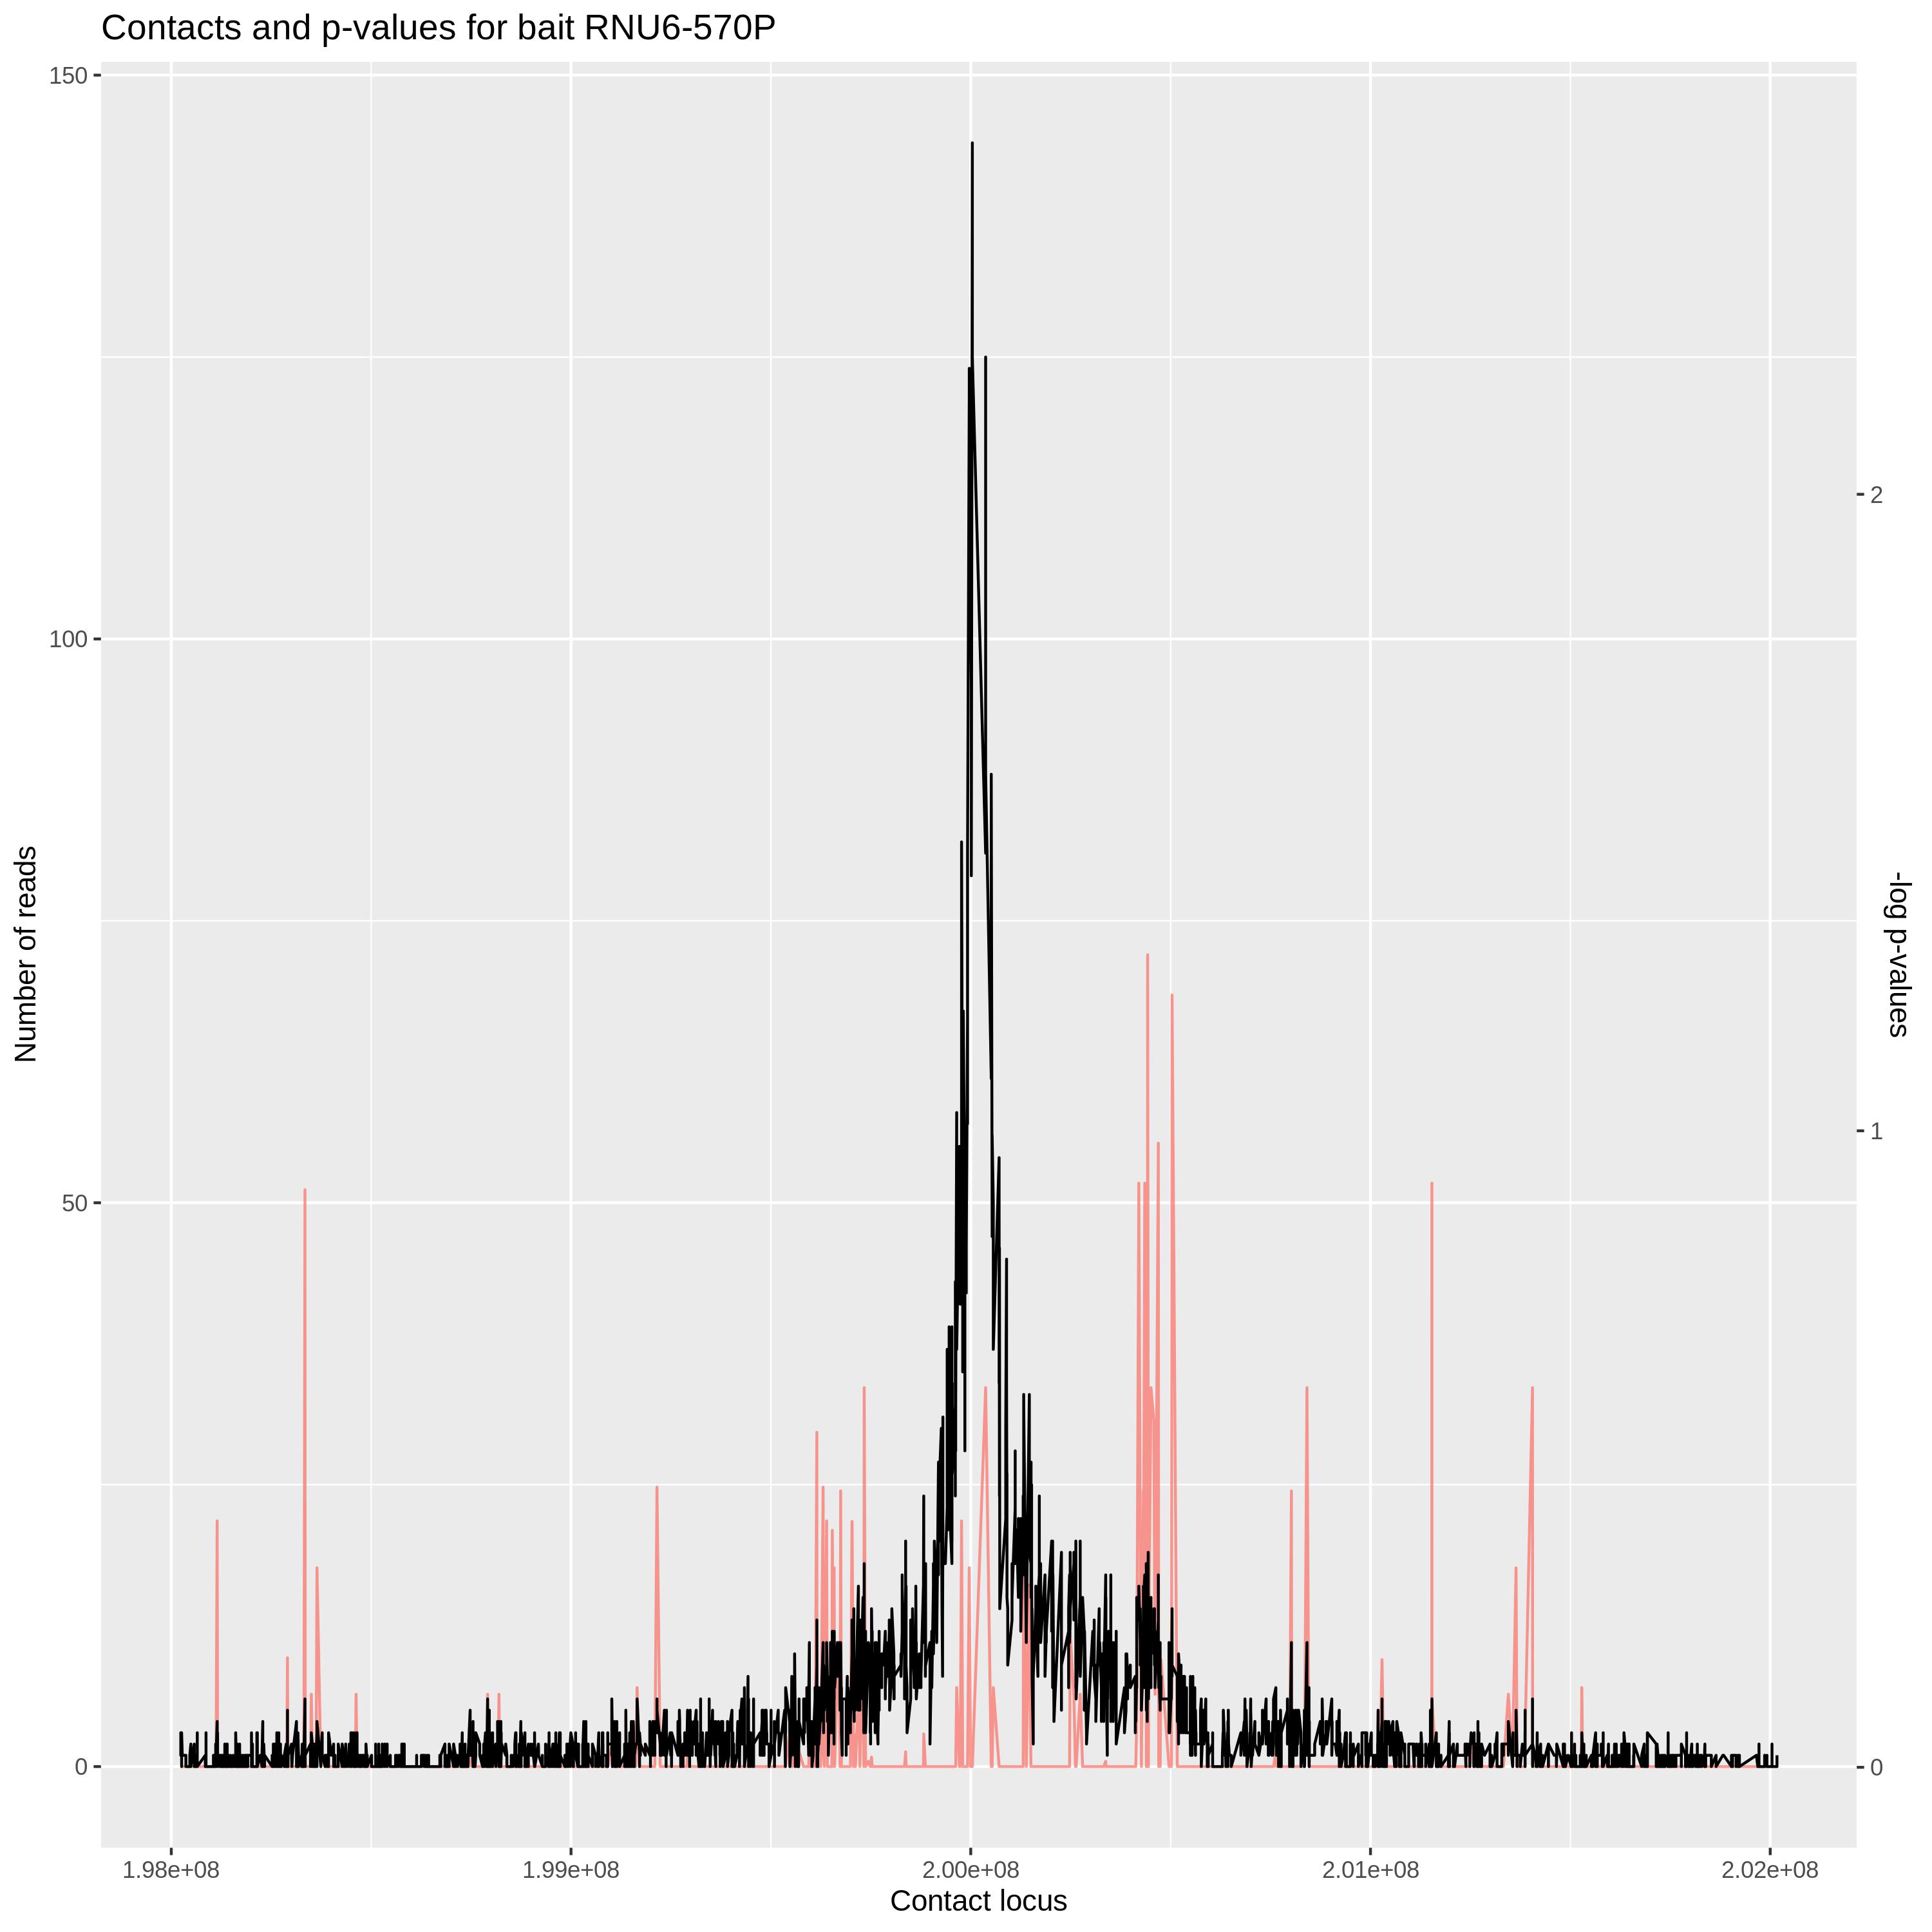 Contacts and p-values for bait RNU6-570P
150
100
50
0
Number of reads
2
1
0
-log p-values
1.98e+08
1.99e+08
2.00e+08
2.01e+08
2.02e+08
Contact locus